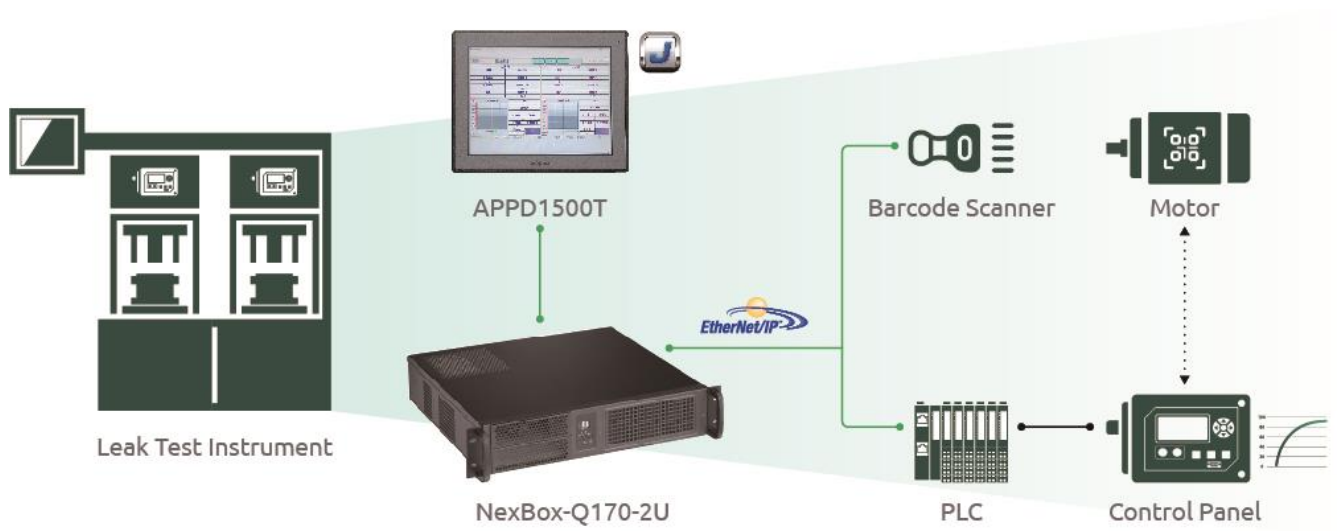 APPD1500T
Barcode Scanner
Motor
EtherNet/IP
Leak Test Instrument
NexBox-Q170-2U
PLC
Control Panel